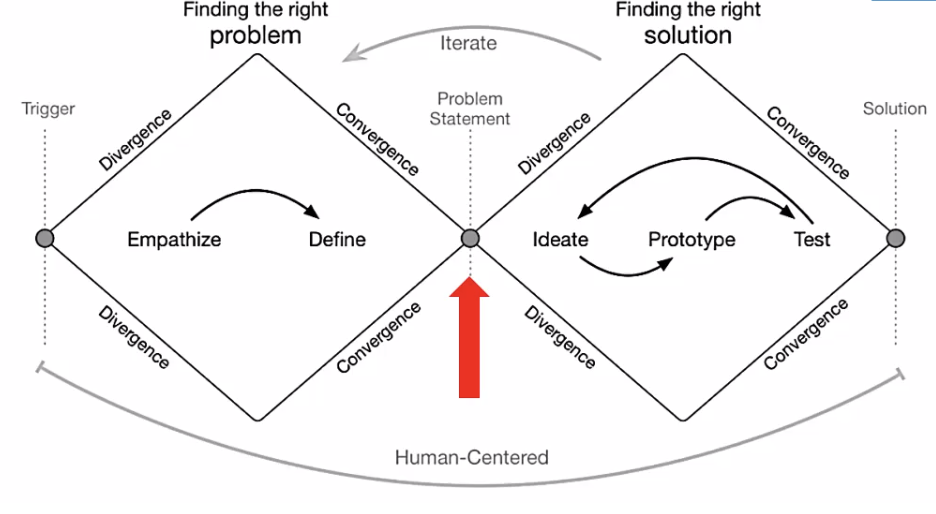 Finding the right
problem
Finding the right
solution
Iterate
Trigger
Problem
Statement
Solution
Divergence
Convergence
Divergence
Convergence
Empathize
Define
Ideate
Prototype
Test
Divergence
Convergence
Divergence
Convergence
Human-Centered